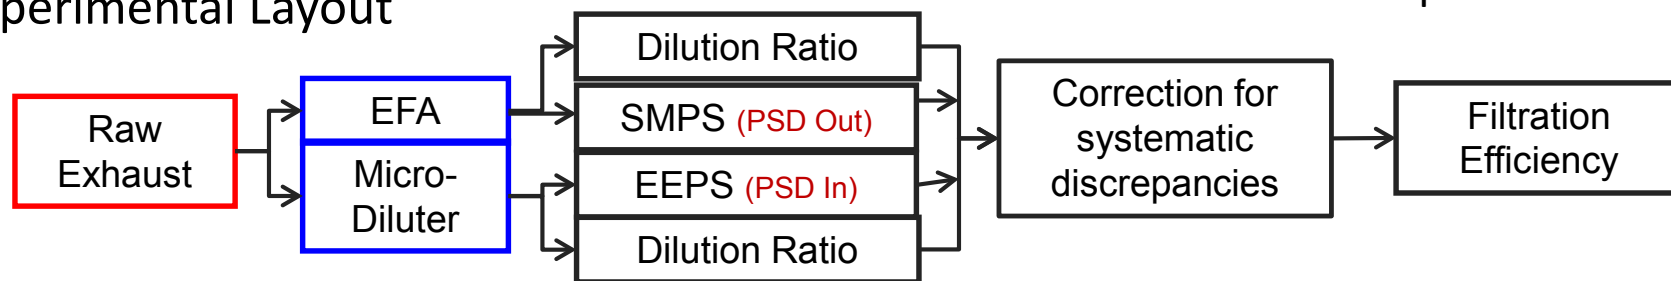 perimental Layout
Raw
Exhaust
EFA
Micro-
Diluter
Dilution Ratio
SMPS (PSD Out)
EEPS (PSD In)
Dilution Ratio
Correction for
systematic
discrepancies
Filtration
Efficiency